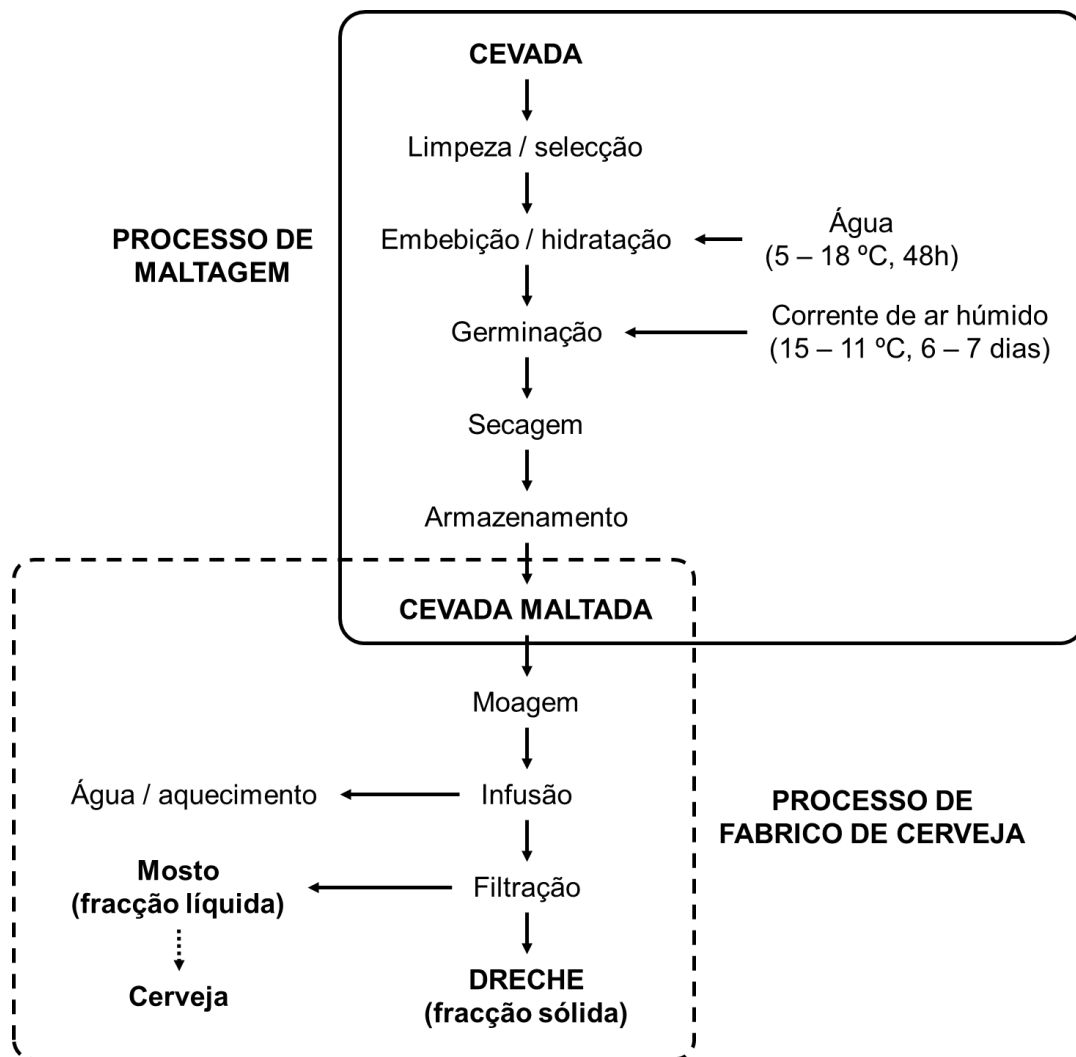 CEVADA
Limpeza / selecção
PROCESSO DE
MALTAGEM
Embebição / hidratação
Água
(5 – 18 ºC, 48h)
Germinação
Corrente de ar húmido
(15 – 11 ºC, 6 – 7 dias)
Secagem
Armazenamento
CEVADA MALTADA
Moagem
Água / aquecimento
Infusão
PROCESSO DE
FABRICO DE CERVEJA
Mosto
(fracção líquida)
Filtração
Cerveja
DRECHE
(fracção sólida)